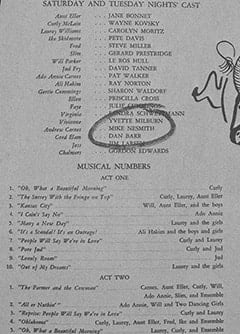 SATURDAY AND TUESDAY NIGHTS' CAST
Aunt Eller - JANE BONNET
Curly McLain - WAYNE KOVSKY
Laurey Williams - CAROLYN MORITZ
Ike Skidmore - PETE DAVIS
Fred - STEVE MILLER
Slim - GERARD PRESTRIDGE
Will Parker - LE ROS HULL
Jud Fry - DAVID TANNER
Ado Annie Carnes - PAT WALKER
Ali Hakim - RAY NORTON
Gertie Cummings - SHARON WALDORF
Ellen - PRISCILLA CROSS
Faye - JULIE
Virginia
Vivienne - YVETTE MILBURN
Andrew Carnes - MIKE NESMITH
Cord Elam - DAN BARR
Jess - JIM LARSEN
Chalmers - GORDON EDWARDS
MUSICAL NUMBERS
ACT ONE
1. "Oh, What a Beautiful Morning" Curly
2. "The Surrey With the Fringe on Top" Curly, Laurey, Aunt Eller
3. "Kansas City" Will, Aunt Eller, and the boys
4. "I Cain't Say No" Ado Annie
5. "Many a New Day" Laurey and the girls
6. "It's a Scandal! It's an Outrage! Ali Hakim and the boys and girls
7. "People Will Say We're in Love" Curly and Laurey
8. "Pore Jud" Curly and Jud
9. "Lonely Room" Jud
10. "Out of My Dreams" Laurey and the girls
ACT TWO
1. "The Farmer and the Cowman" Carnes, Aunt Eller, Curly, Will,
Ado Annie, Slim, and Ensemble
2. "All or Nothin'" Ado Annie, Will and Two Dancing Girls
3. "Reprise: People Will Say We're in Love" Curly and Laurey
4. "Oklahoma" Curly, Laurey, Aunt Eller, Fred, Ike and Ensemble
5. "Oh, What a Beautiful Morning" Laurey, Curly, and Ensemble